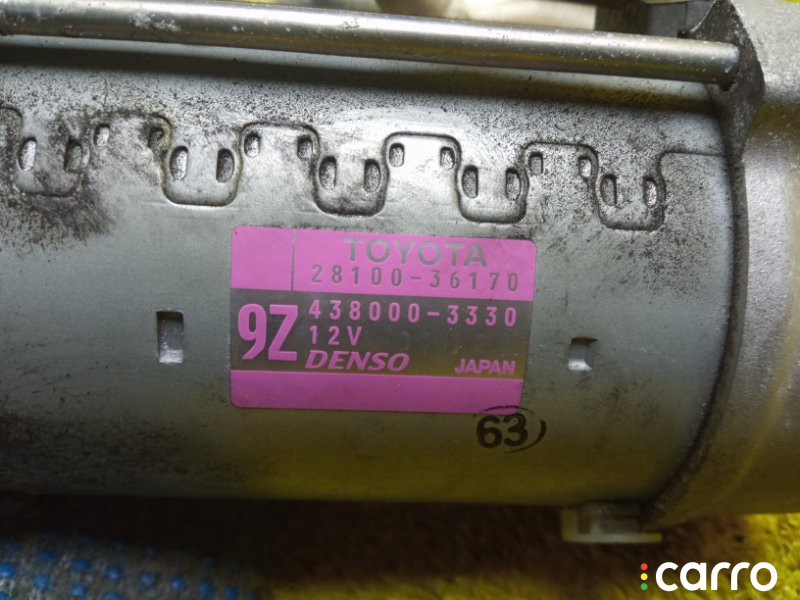 TOYOTA
28100-36170
9Z
438000-3330
12V
DENSO JAPAN
63
carro